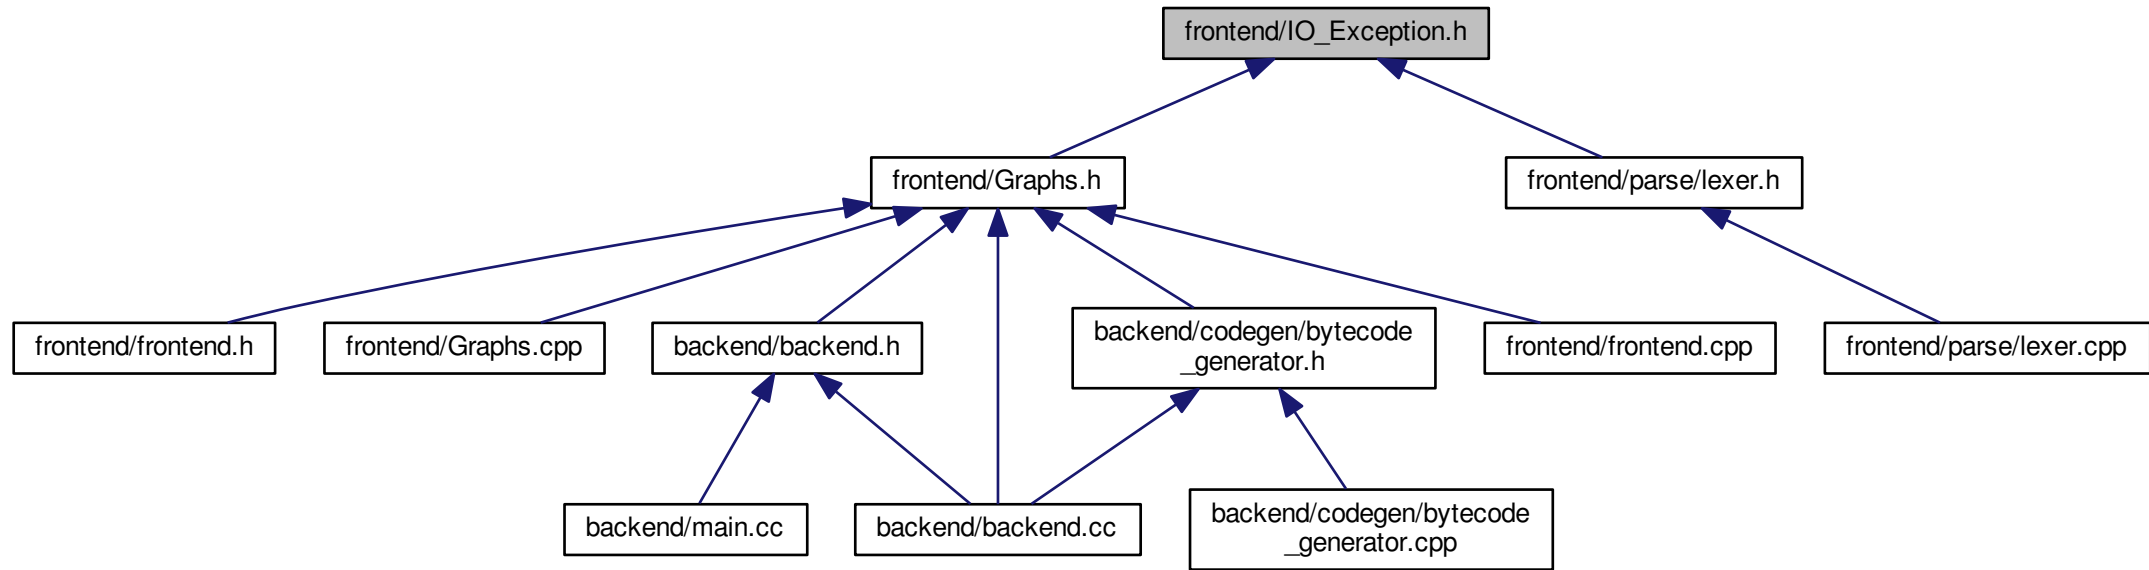 frontend/IO_Exception.h
frontend/Graphs.h
frontend/parse/lexer.h
frontend/frontend.h
frontend/Graphs.cpp
backend/backend.h
backend/codegen/bytecode
_generator.h
frontend/frontend.cpp
frontend/parse/lexer.cpp
backend/main.cc
backend/backend.cc
backend/codegen/bytecode
_generator.cpp